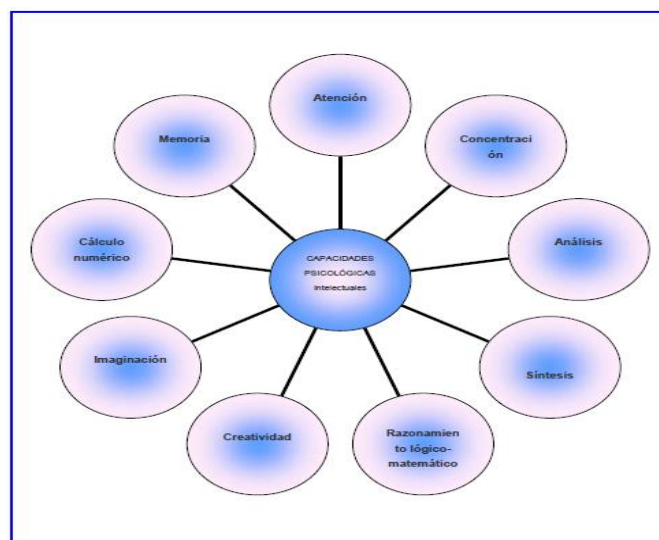 Atención
Concentraci
ón
Análisis
Síntesis
Razonamien
to lógico-
matemático
Creatividad
Imaginación
Cálculo
numérico
Memoria
CAPACIDADES
PSICOLÓGICAS
Intelectuales